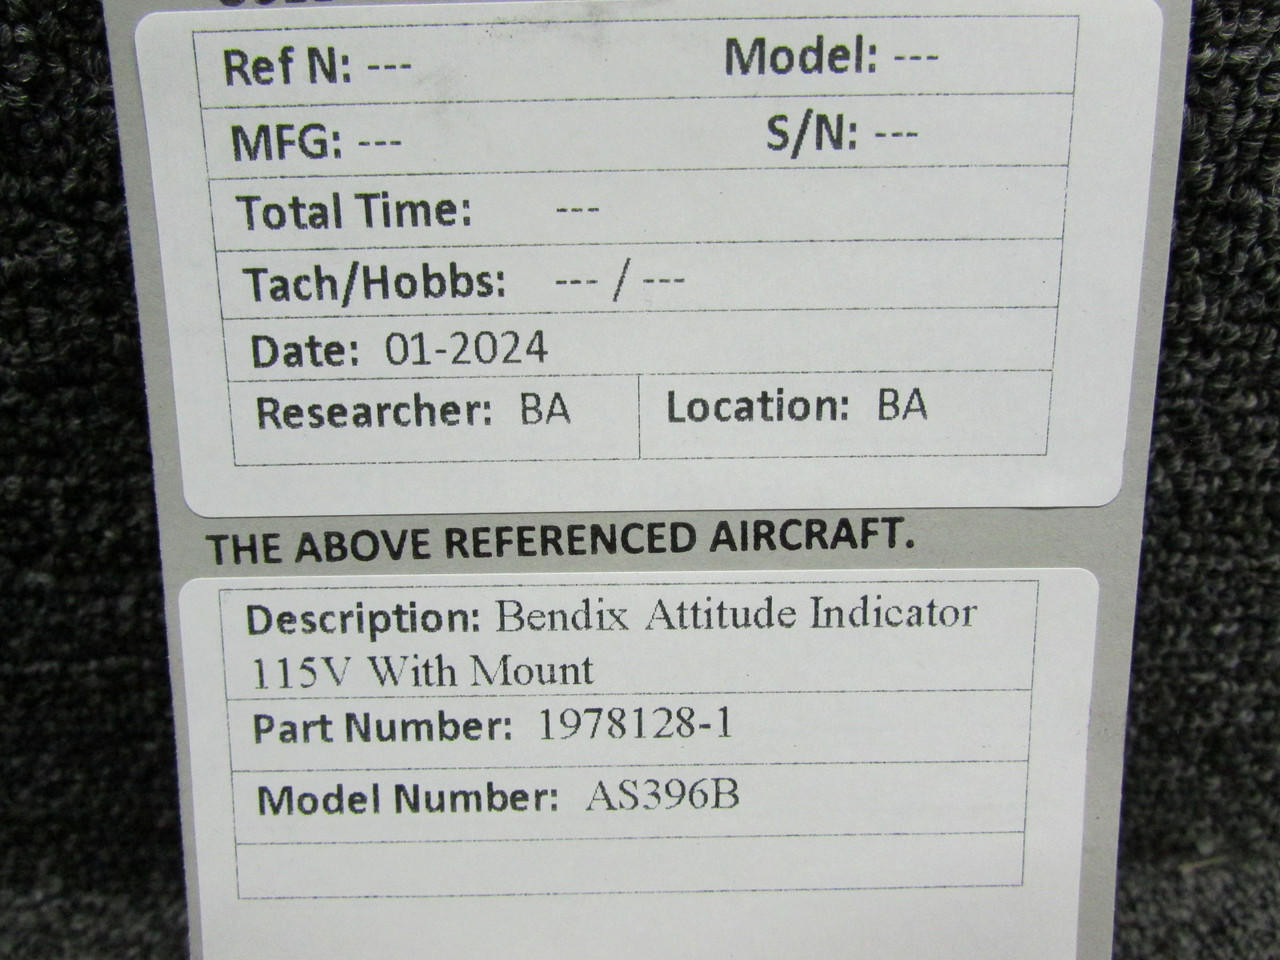 Ref N: --- Model: ---
MFG: --- S/N: ---
Total Time: ---
Tach/Hobbs: --- / ---
Date: 01-2024
Researcher: BA Location: BA
THE ABOVE REFERENCED AIRCRAFT.
Description: Bendix Attitude Indicator
115V With Mount
Part Number: 1978128-1
Model Number: AS396B